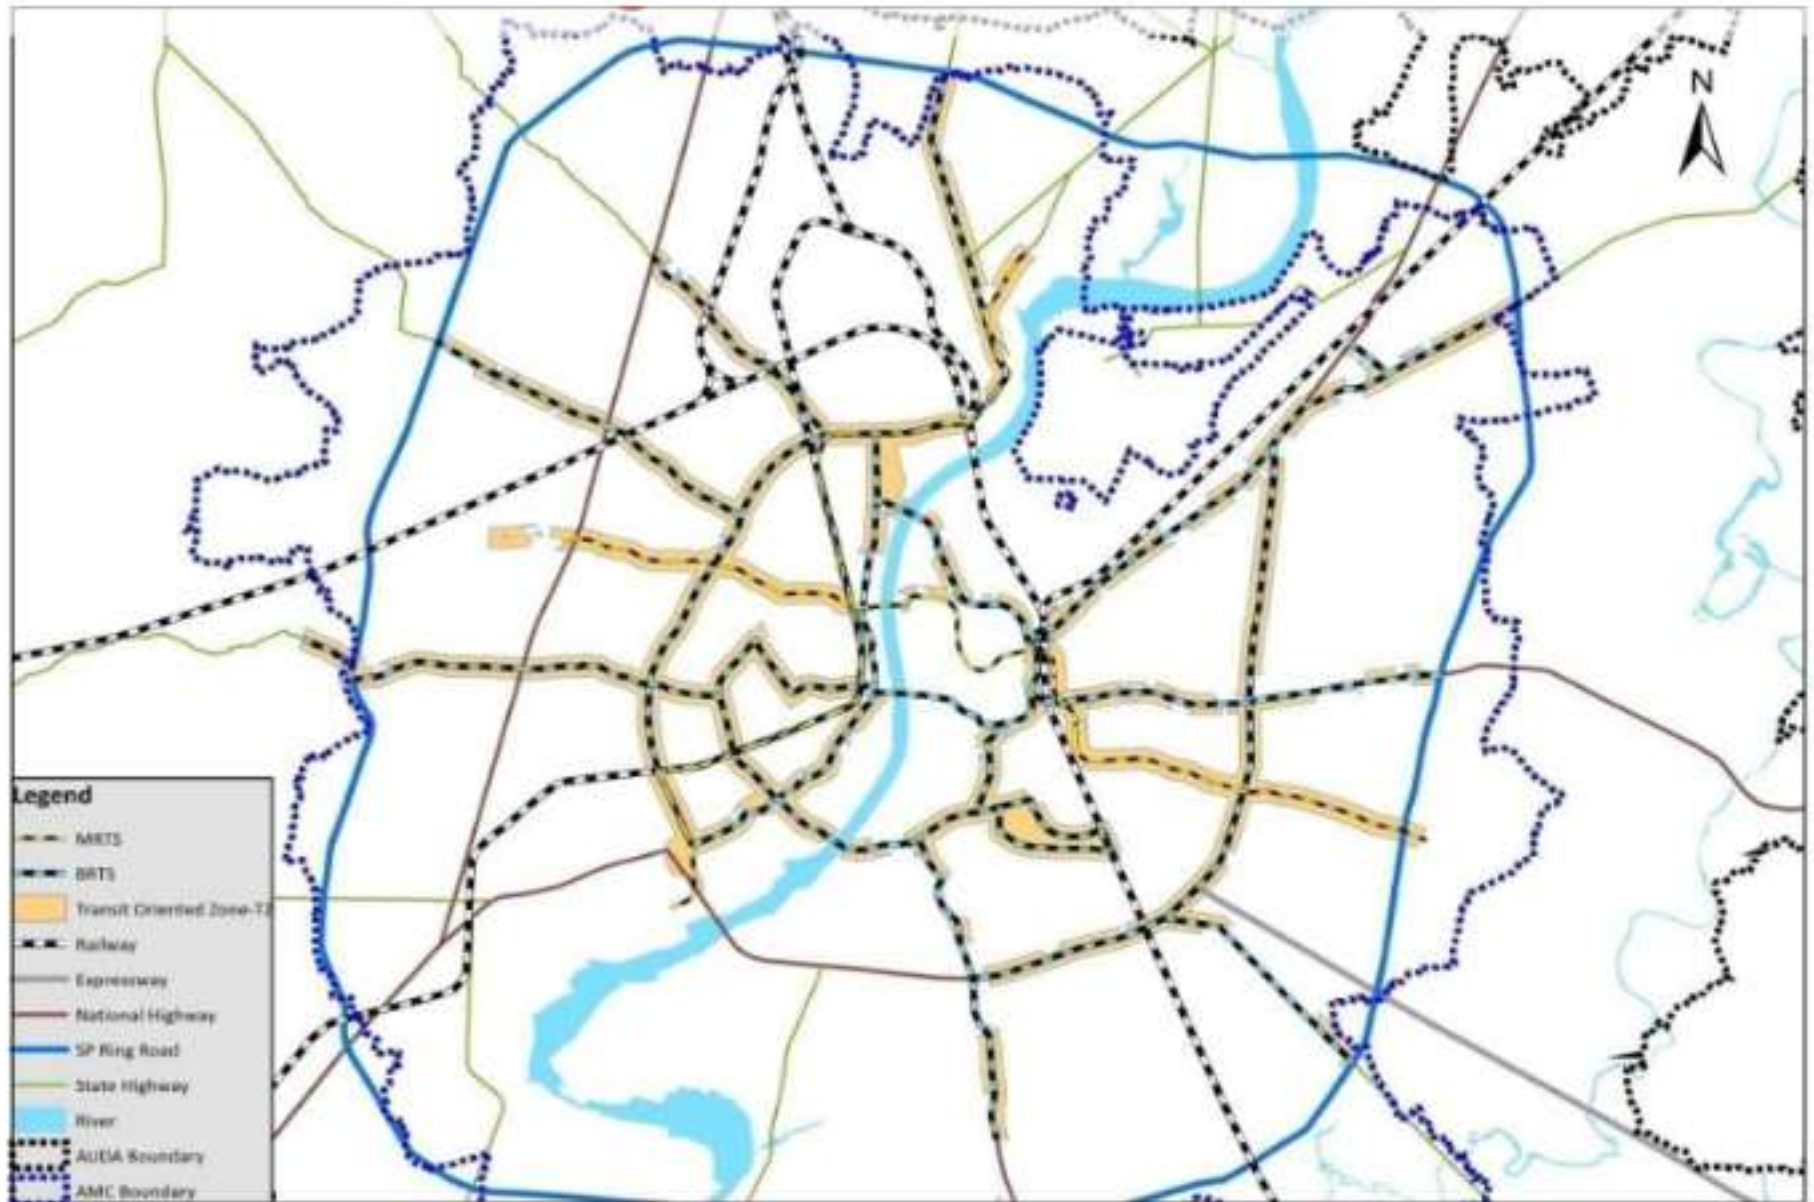 N
Legend
MRTS
BRTS
Transit Oriented Zone-T2
Railway
Expressway
National Highway
SP Ring Road
State Highway
River
AUDA Boundary
AMC Boundary